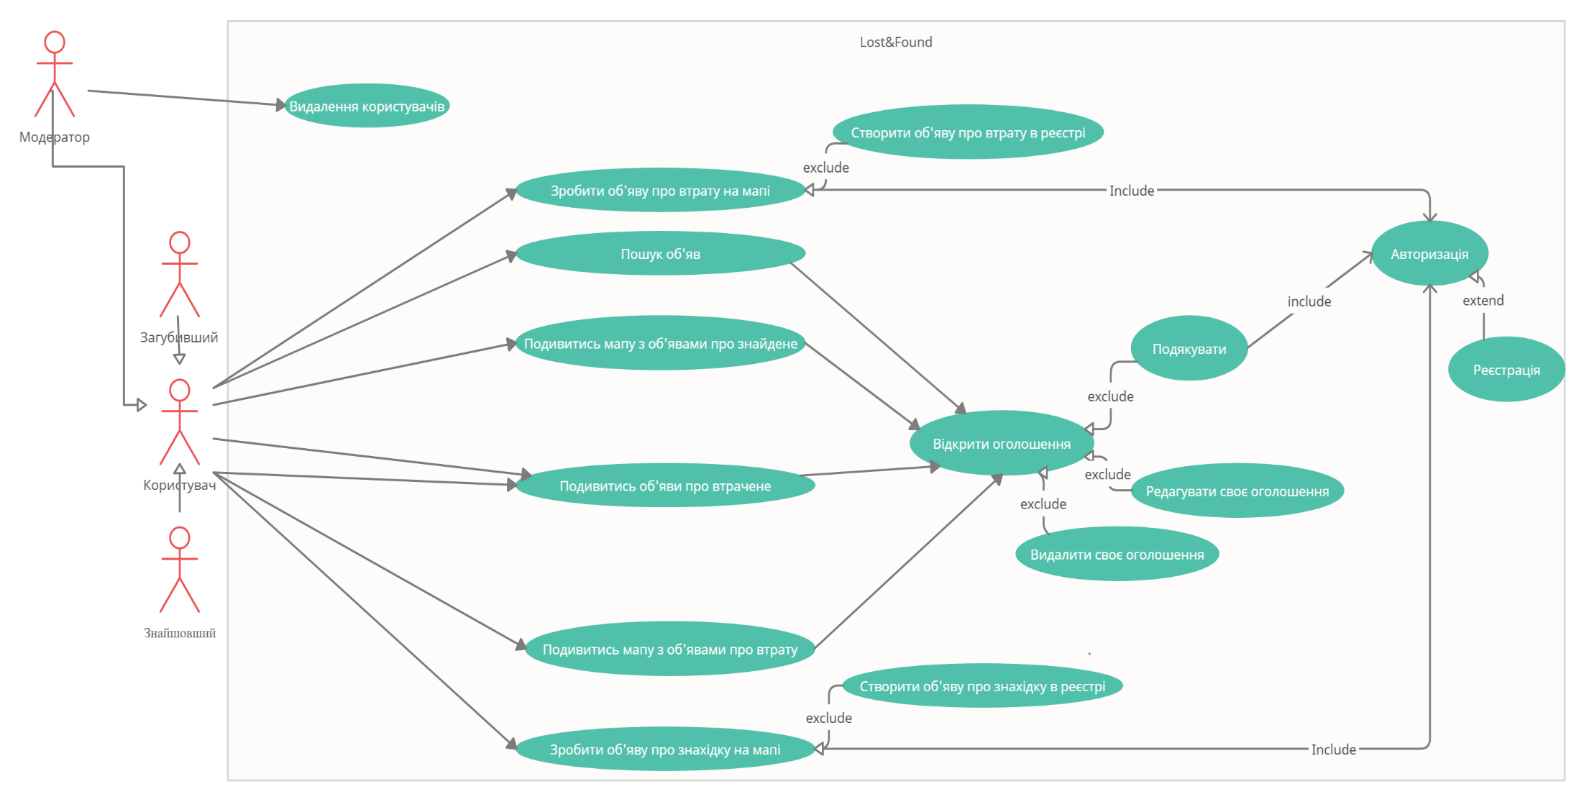 Lost&Found
Модератор
Видалення користувачів
Створити об'яву про втрату в реєстрі
exclude
Зробити об'яву про втрату на мапі
Include
Пошук об'яв
Авторизація
extend
include
Загубивший
Подивитись мапу з об'явами про знайдене
Подякувати
Реєстрація
exclude
Відкрити оголошення
exclude
Користувач
Подивитись об'яви про втрачене
Редагувати своє оголошення
exclude
Видалити своє оголошення
Знайшовший
Подивитись мапу з об'явами про втрату
.
Створити об'яву про знахідку в реєстрі
exclude
Зробити об'яву про знахідку на мапі
Include